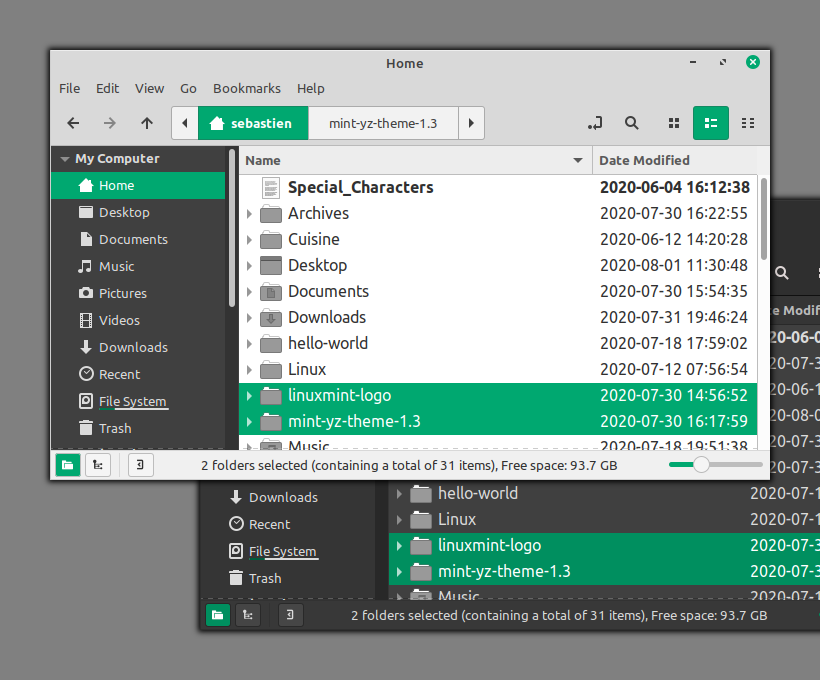 Home
File Edit View Go Bookmarks Help
sebastien mint-yz-theme-1.3
My Computer
Home
Desktop
Documents
Music
Pictures
Videos
Downloads
Recent
File System
Trash
Name Date Modified
Special_Characters 2020-06-04 16:12:38
Archives 2020-07-30 16:22:55
Cuisine 2020-06-12 14:20:28
Desktop 2020-08-01 11:30:48
Documents 2020-07-30 15:54:35
Downloads 2020-07-31 19:46:24
hello-world 2020-07-18 17:59:02
Linux 2020-07-12 07:56:54
linuxmint-logo 2020-07-30 14:56:52
mint-yz-theme-1.3 2020-07-30 16:17:59
Music 2020-07-18 19:51:38
2 folders selected (containing a total of 31 items), Free space: 93.7 GB
e Modif
20-06-0
20-07-3
20-06-1
20-08-0
20-07-3
20-07-3
Downloads
Recent
File System
Trash
hello-world 2020-07-1
Linux 2020-07-1
linuxmint-logo 2020-07-3
mint-yz-theme-1.3 2020-07-3
Music 2020-07-1
2 folders selected (containing a total of 31 items), Free space: 93.7 GB